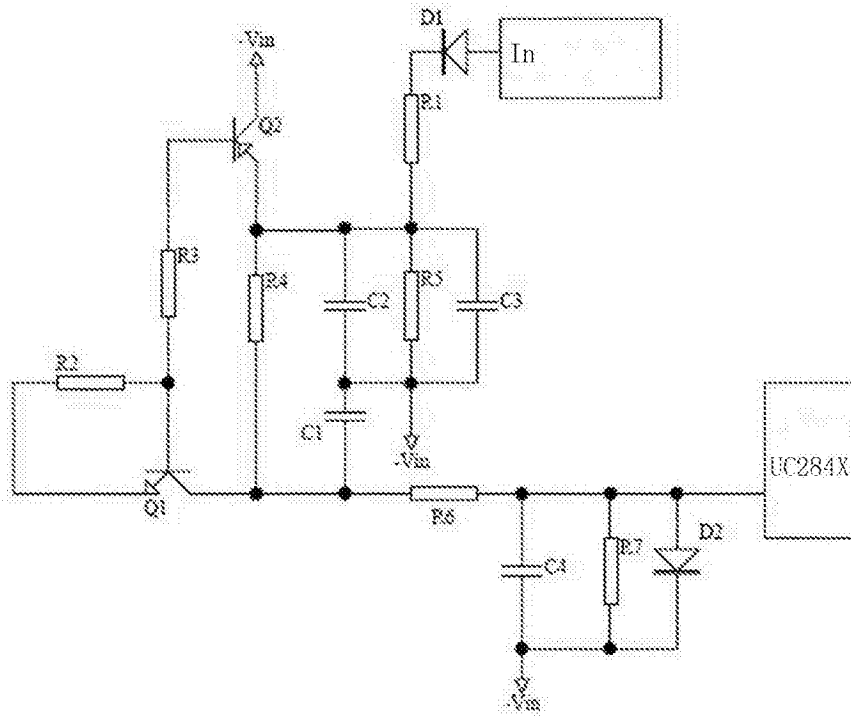 D1
In
-Vin
Q2
R1
R3
R4
C2
R5
C3
R2
C1
-Vin
UC284X
Q1
R6
D2
C4
R7
-Vin